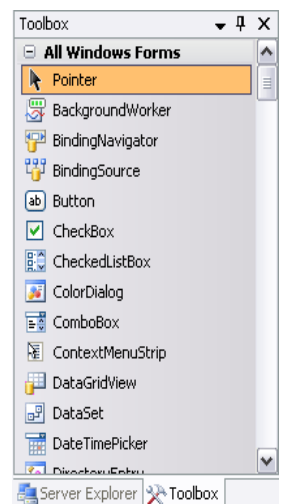 Toolbox
All Windows Forms
Pointer
BackgroundWorker
BindingNavigator
BindingSource
Button
CheckBox
CheckedListBox
ColorDialog
ComboBox
ContextMenuStrip
DataGridView
DataSet
DateTimePicker
DirectoryEntry
Server Explorer Toolbox